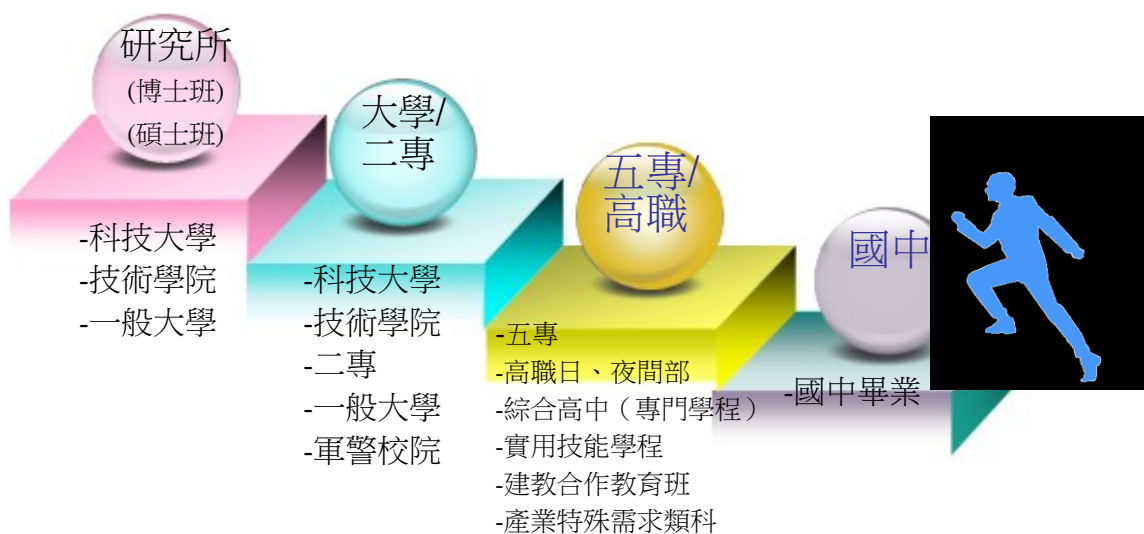 研究所
(博士班)
(碩士班)
-科技大學
-技術學院
-一般大學
大學/
二專
-科技大學
-技術學院
-二專
-一般大學
-軍警校院
五專/
高職
-五專
-高職日、夜間部
-綜合高中（專門學程）
-實用技能學程
-建教合作教育班
-產業特殊需求類科
國中
-國中畢業